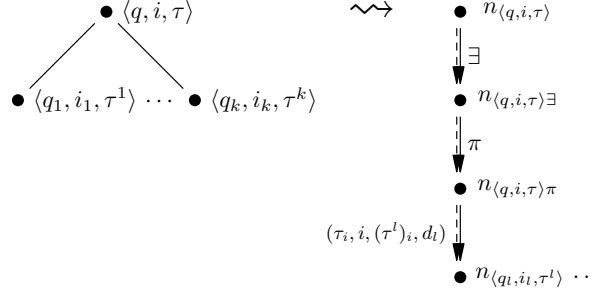 ⟨q, i, τ⟩ ⇝ n⟨q,i,τ⟩
∃
⟨q₁, i₁, τ¹⟩ ⋯ ⟨qₖ, iₖ, τᵏ⟩ n⟨q,i,τ⟩∃
π
n⟨q,i,τ⟩π
(τᵢ, i, (τˡ)ᵢ, dₗ)
n⟨qₗ,iₗ,τˡ⟩ ··